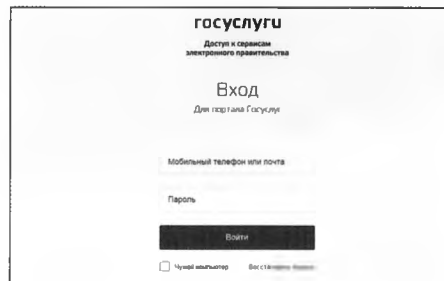 госуслуги
Доступ к сервисам
электронного правительства
Вход
Для портала Госуслуг
Мобильный телефон или почта
Пароль
Войти
Чужой компьютер